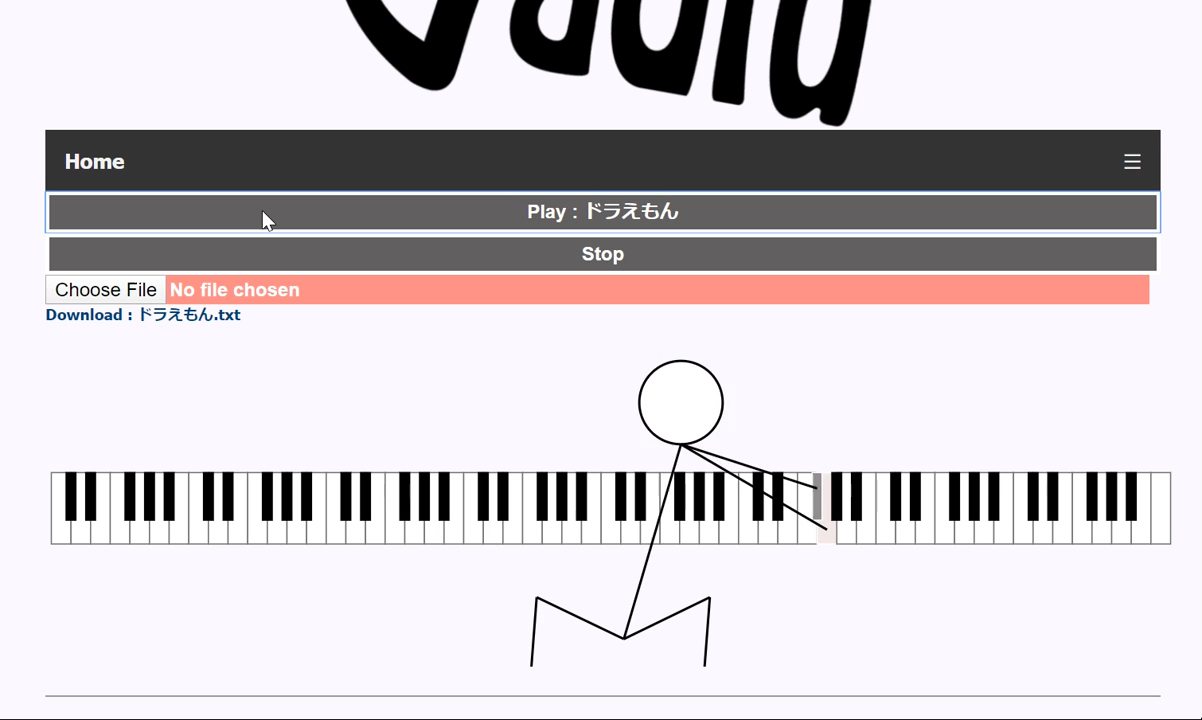 Home
Play : ドラえもん
Stop
Choose File No file chosen
Download : ドラえもん.txt